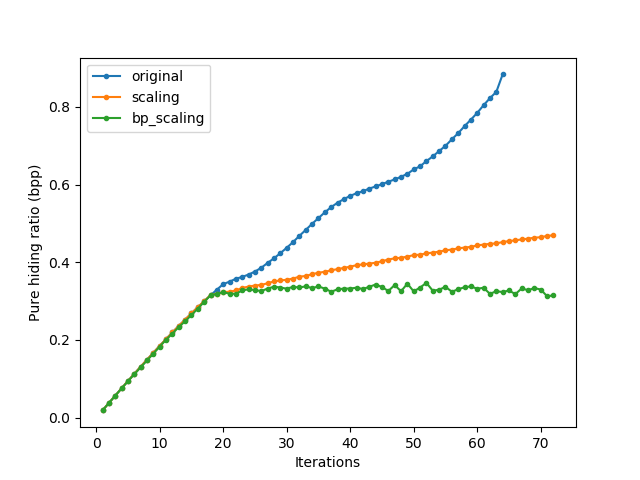 original
scaling
bp_scaling
Pure hiding ratio (bpp)
0.8
0.6
0.4
0.2
0.0
0 10 20 30 40 50 60 70
Iterations